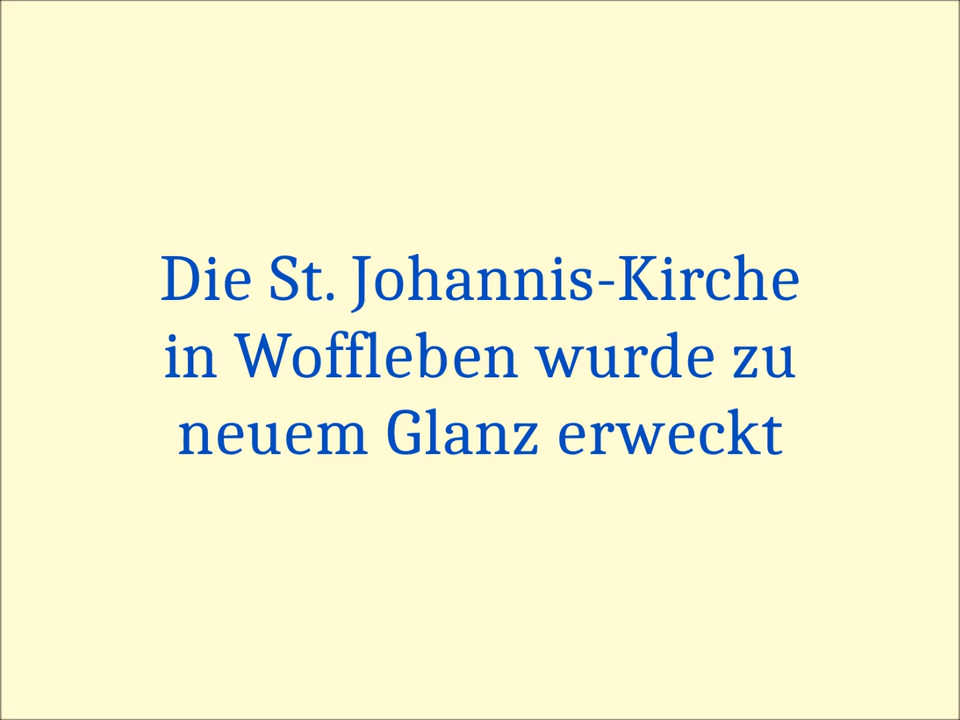 Die St. Johannis-Kirche
in Woffleben wurde zu
neuem Glanz erweckt